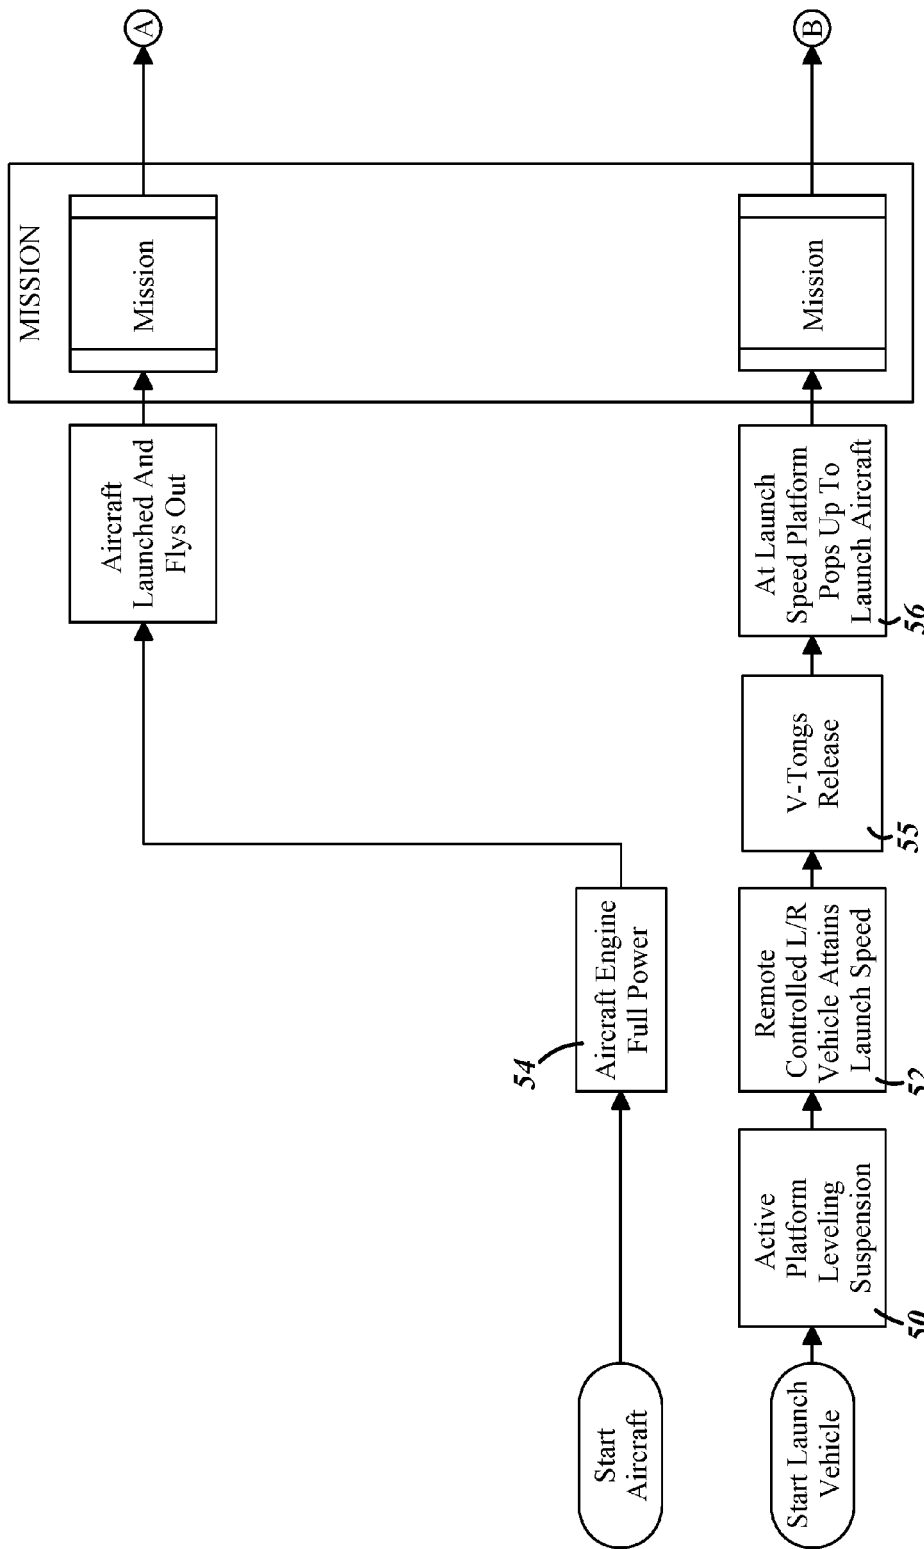 Start
Aircraft
54
Aircraft Engine
Full Power
Aircraft
Launched And
Flys Out
MISSION
Mission
A
Start Launch
Vehicle
Active
Platform
Leveling
Suspension
50
Remote
Controlled L/R
Vehicle Attains
Launch Speed
52
V-Tongs
Release
55
At Launch
Speed Platform
Pops Up To
Launch Aircraft
56
Mission
B